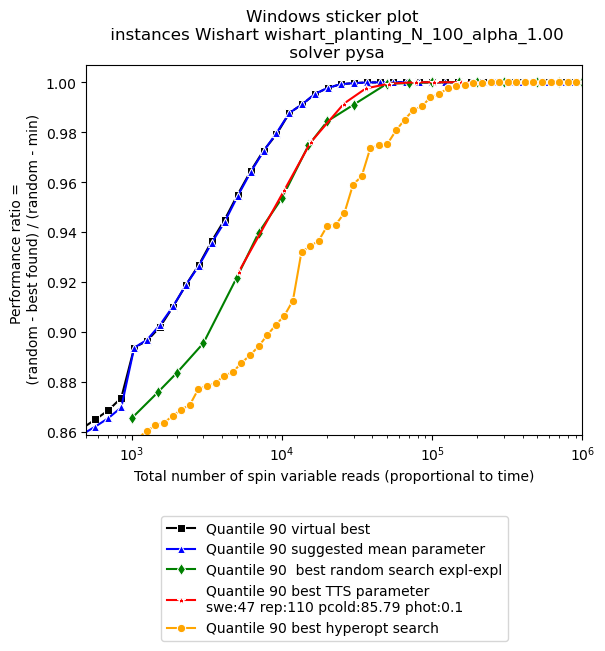 Windows sticker plot
instances Wishart wishart_planting_N_100_alpha_1.00
solver pysa
Performance ratio =
(random - best found) / (random - min)
1.00
0.98
0.96
0.94
0.92
0.90
0.88
0.86
10³
10⁴
10⁵
10⁶
Total number of spin variable reads (proportional to time)
Quantile 90 virtual best
Quantile 90 suggested mean parameter
Quantile 90  best random search expl-expl
Quantile 90 best TTS parameter
swe:47 rep:110 pcold:85.79 phot:0.1
Quantile 90 best hyperopt search